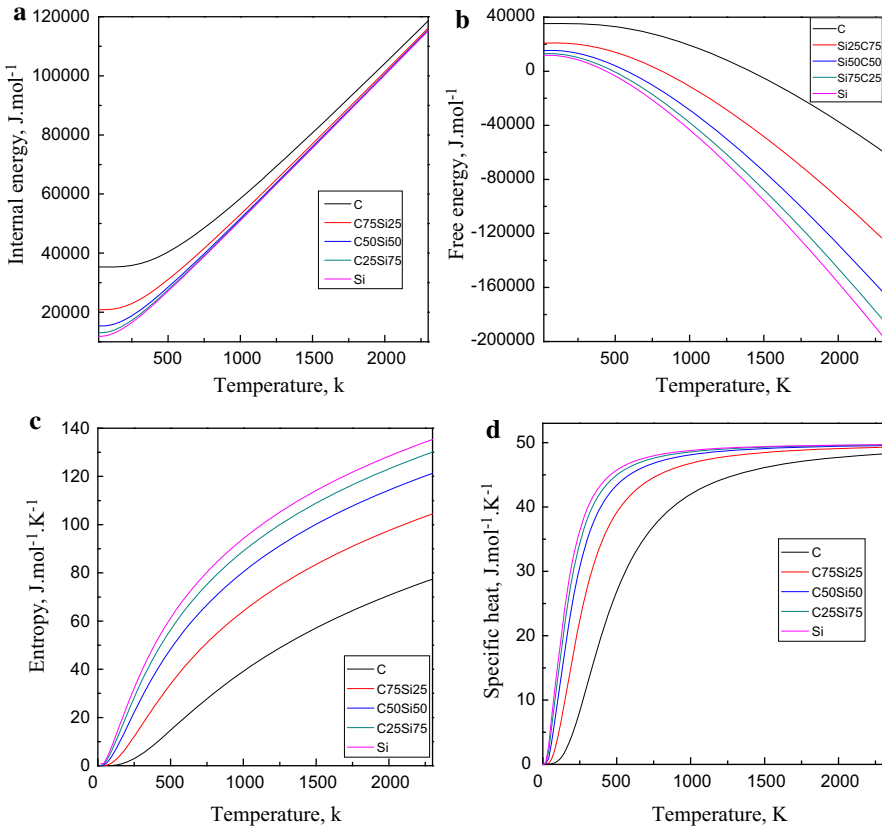 a
Internal energy, J.mol-1
120000
100000
80000
60000
40000
20000
500
1000
1500
2000
Temperature, k
C
C75Si25
C50Si50
C25Si75
Si
b
Free energy, J.mol-1
40000
0
-40000
-80000
-120000
-160000
-200000
500
1000
1500
2000
Temperature, K
C
Si25C75
Si50C50
Si75C25
Si
c
Entropy, J.mol-1.K-1
140
120
100
80
60
40
20
0
0
500
1000
1500
2000
Temperature, k
C
C75Si25
C50Si50
C25Si75
Si
d
Specific heat, J.mol-1.K-1
50
40
30
20
10
0
0
500
1000
1500
2000
Temperature, K
C
C75Si25
C50Si50
C25Si75
Si